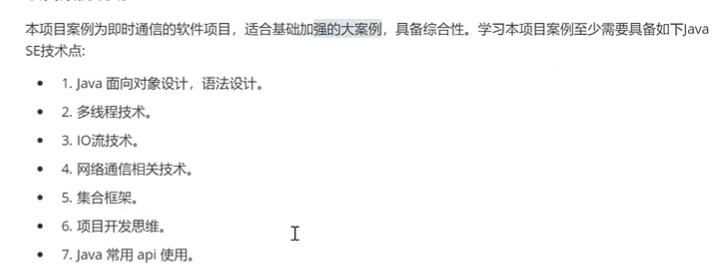 本项目案例为即时通信的软件项目，适合基础加强的大案例，具备综合性。学习本项目案例至少需要具备如下Java
SE技术点:
• 1. Java 面向对象设计，语法设计。
• 2. 多线程技术。
• 3. IO流技术。
• 4. 网络通信相关技术。
• 5. 集合框架。
• 6. 项目开发思维。
• 7. Java 常用 api 使用。